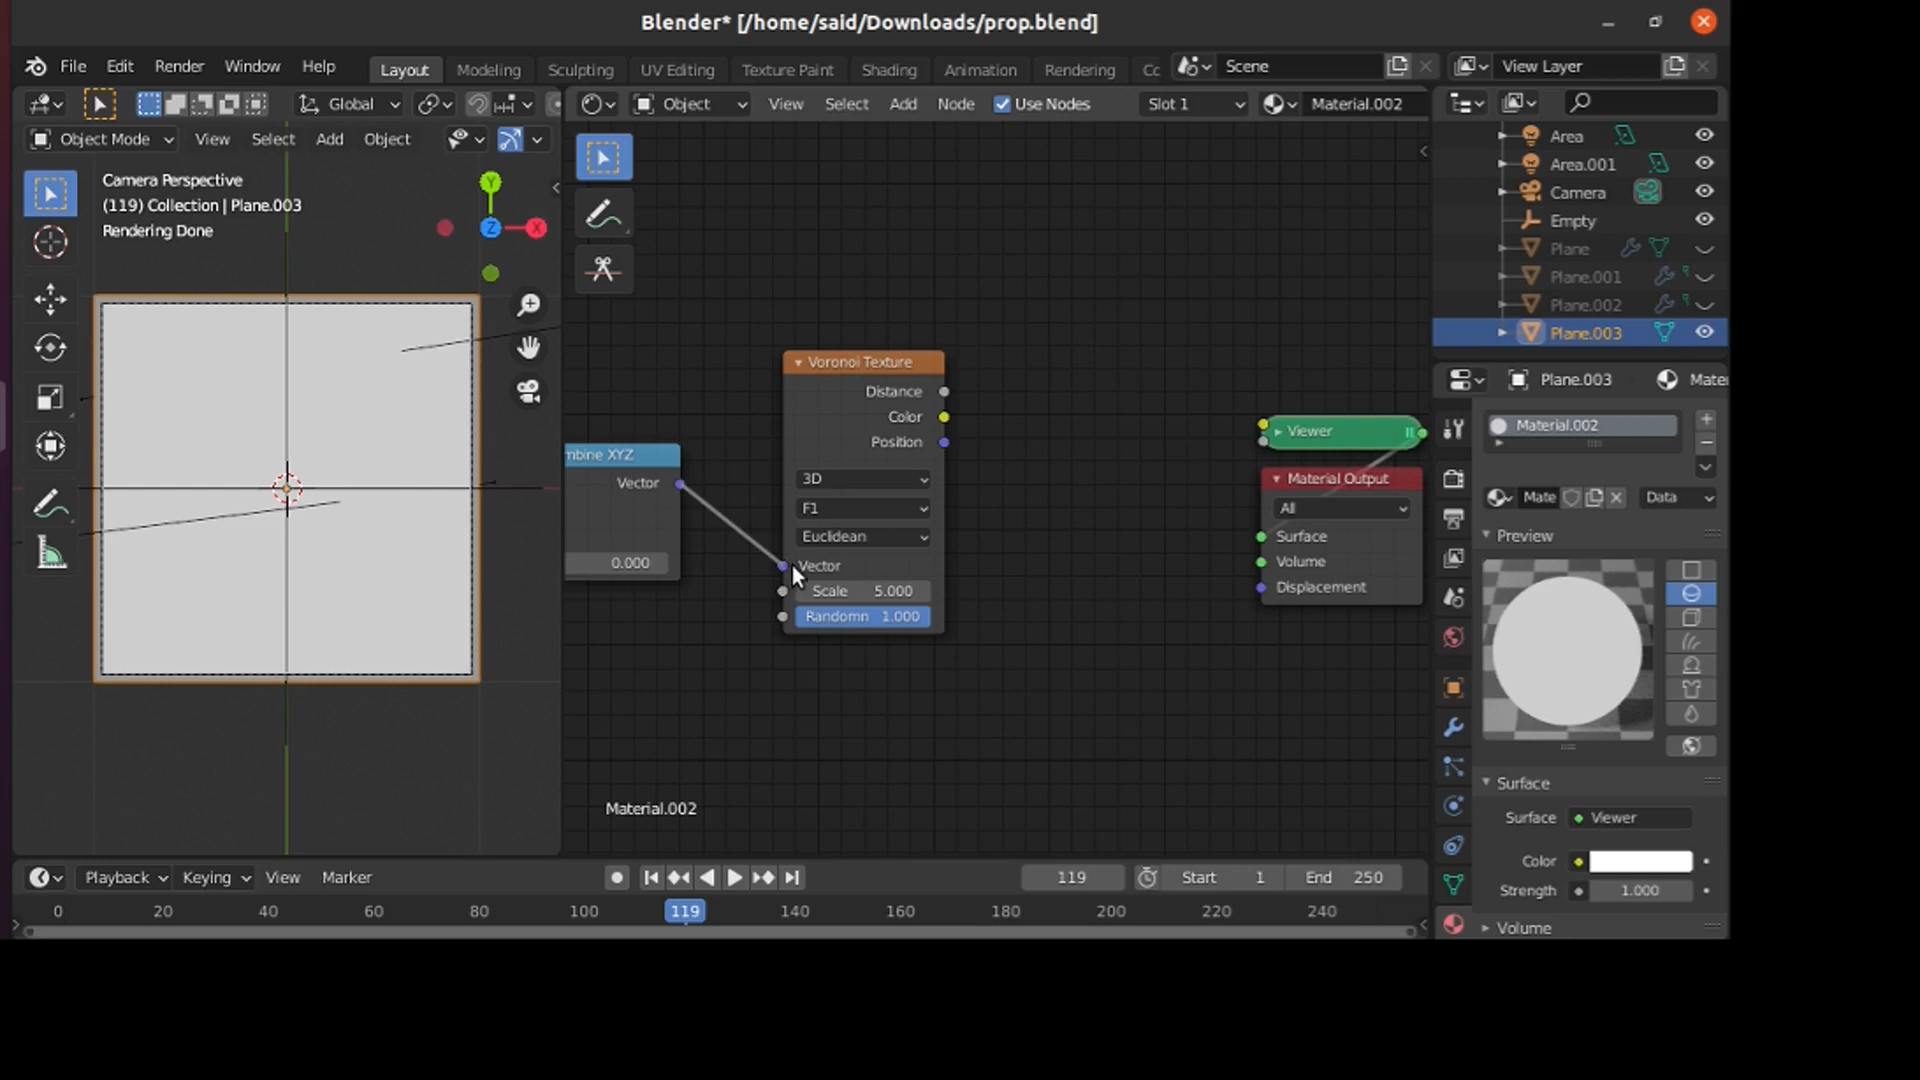 Blender* [/home/said/Downloads/prop.blend]
File Edit Render Window Help Layout Modeling Sculpting UV Editing Texture Paint Shading Animation Rendering Cc Scene View Layer
Global Object View Select Add Node Use Nodes Slot 1 Material.002
Object Mode View Select Add Object
Camera Perspective
(119) Collection | Plane.003
Rendering Done
Y
Z
X
mbine XYZ
Vector
0.000
Voronoi Texture
Distance
Color
Position
3D
F1
Euclidean
Vector
Scale 5.000
Randomn 1.000
Viewer
Material Output
All
Surface
Volume
Displacement
Material.002
Area
Area.001
Camera
Empty
Plane
Plane.001
Plane.002
Plane.003
Plane.003 Mate
Material.002
Mate Data
Preview
Surface
Surface Viewer
Color
Strength 1.000
Volume
Playback Keying View Marker 119 Start 1 End 250
0 20 40 60 80 100 119 140 160 180 200 220 240